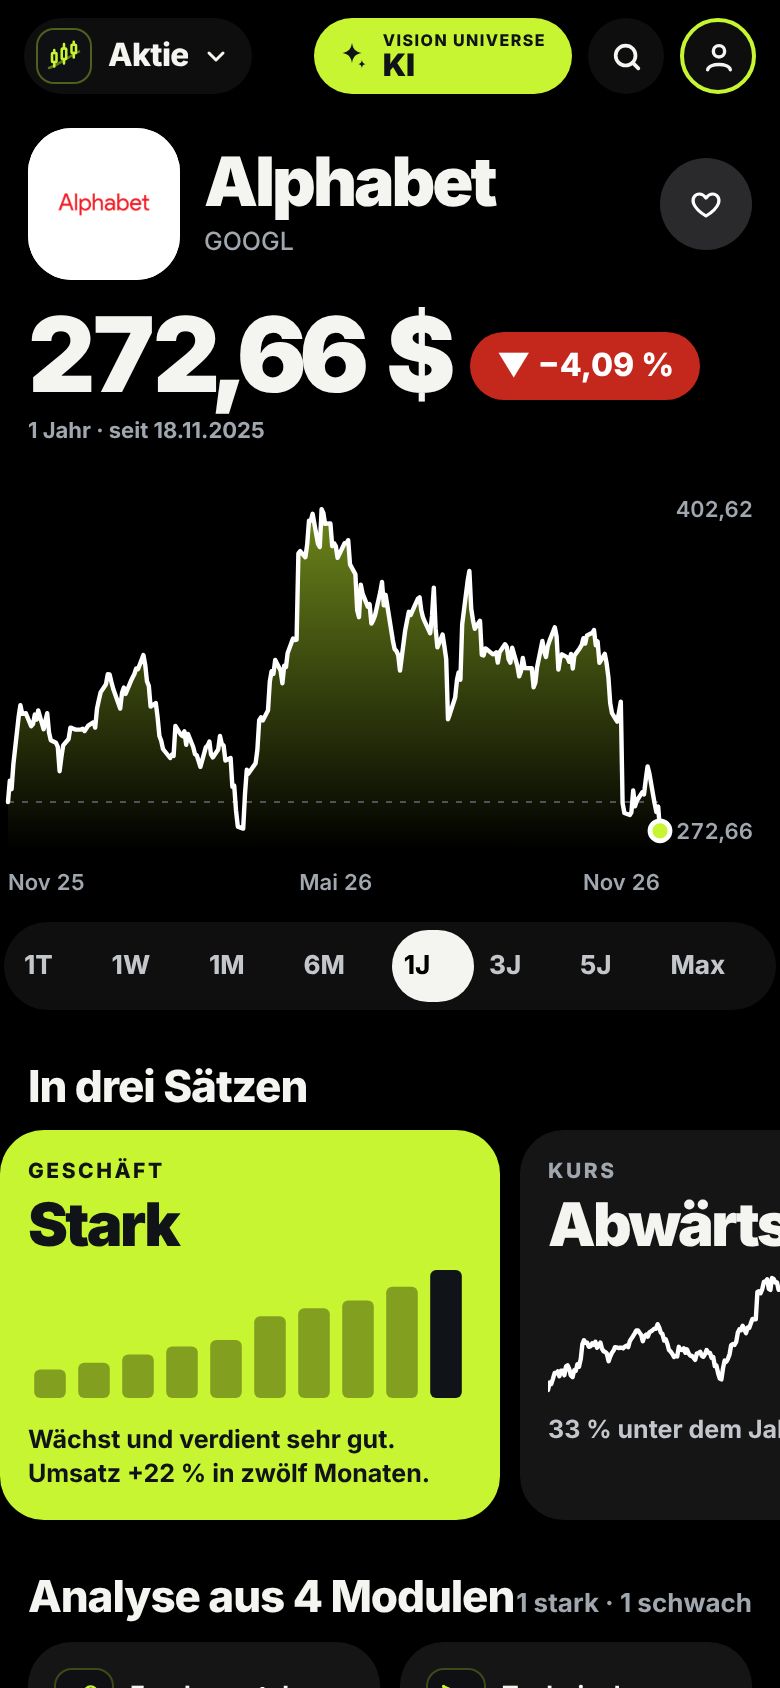 Aktie
VISION UNIVERSE
KI
Alphabet
Alphabet
GOOGL
272,66 $
▼ −4,09 %
1 Jahr · seit 18.11.2025
402,62
272,66
Nov 25 Mai 26 Nov 26
1T 1W 1M 6M 1J 3J 5J Max
In drei Sätzen
GESCHÄFT
Stark
Wächst und verdient sehr gut.
Umsatz +22 % in zwölf Monaten.
KURS
Abwärts
33 % unter dem
Analyse aus 4 Modulen
1 stark · 1 schwach